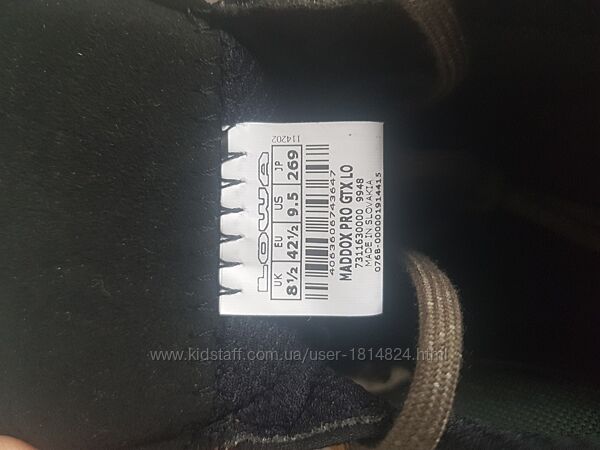 LOWA
UK EU US JP
8½ 42½ 9.5 269
114202
4063606743647
MADDOX PRO GTX LO
7311630000 9948
MADE IN SLOVAKIA
076B-000001914415
www.kidstaff.com.ua/user-1814824.html